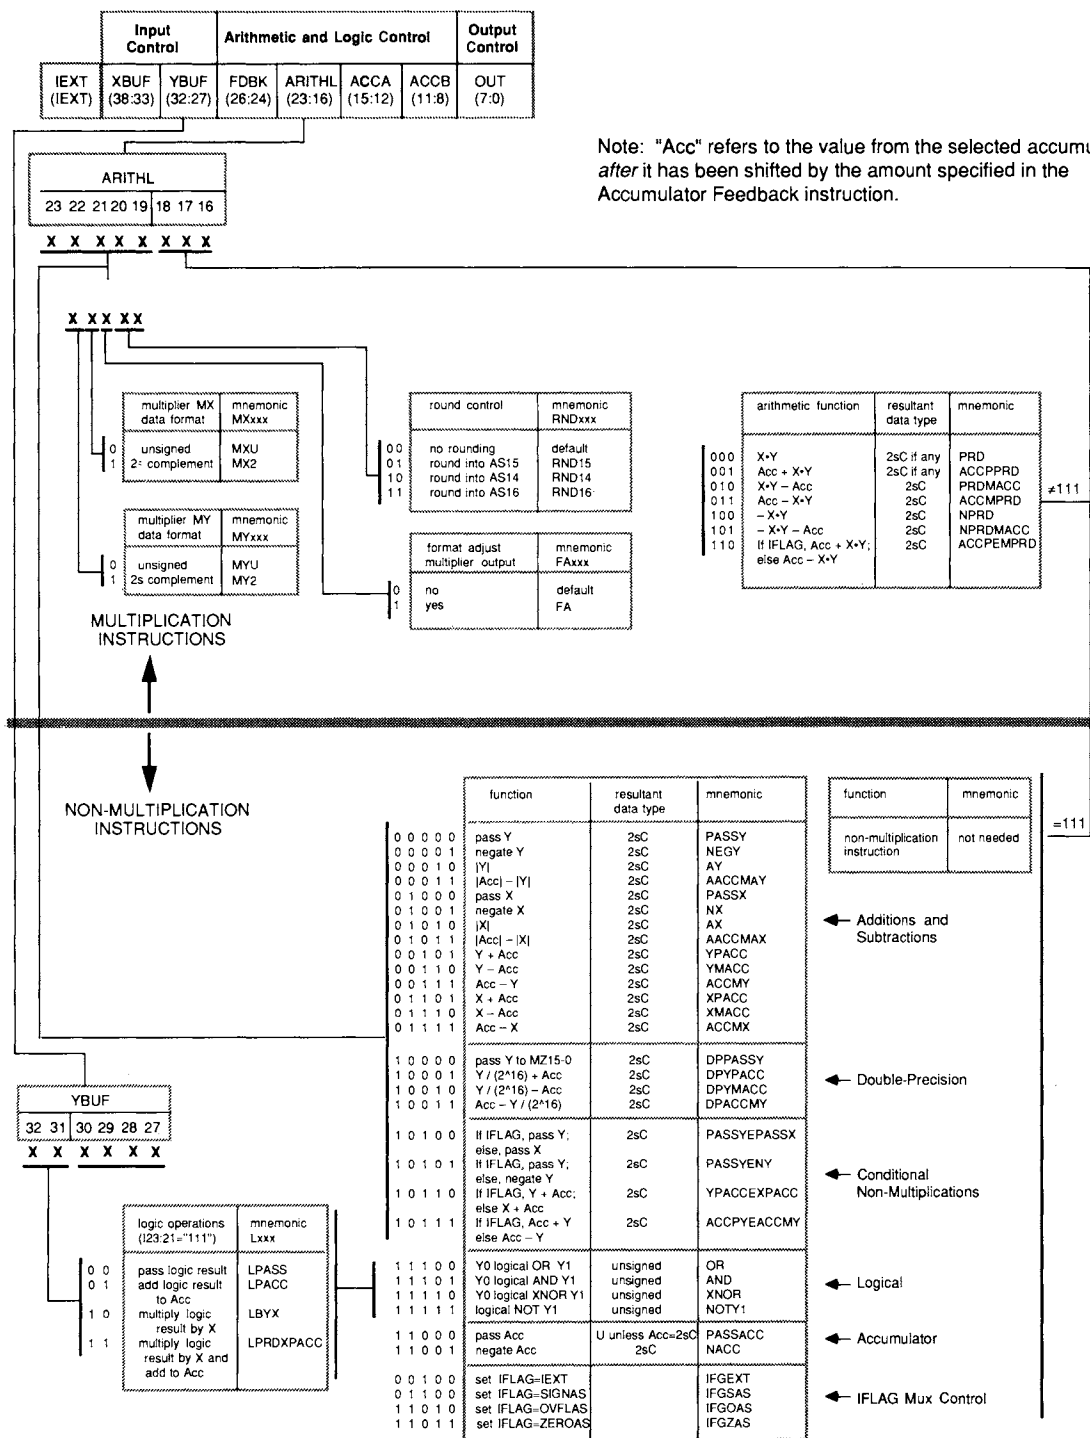 Input Control
Arithmetic and Logic Control
Output Control
IEXT (IEXT)
XBUF (38:33)
YBUF (32:27)
FDBK (26:24)
ARITHL (23:16)
ACCA (15:12)
ACCB (11:8)
OUT (7:0)
Note: "Acc" refers to the value from the selected accumu
after it has been shifted by the amount specified in the
Accumulator Feedback instruction.
ARITHL
23 22 21 20 19 18 17 16
X X X X X X X X
X X X X X
multiplier MX data format mnemonic MXxxx
0 unsigned MXU
1 2= complement MX2
multiplier MY data format mnemonic MYxxx
0 unsigned MYU
1 2s complement MY2
round control mnemonic RNDxxx
00 no rounding default
01 round into AS15 RND15
10 round into AS14 RND14
11 round into AS16 RND16
format adjust multiplier output mnemonic FAxxx
0 no default
1 yes FA
arithmetic function resultant data type mnemonic
000 X•Y 2sC if any PRD
001 Acc + X•Y 2sC if any ACCPPRD
010 X•Y – Acc 2sC PRDMACC
011 Acc – X•Y 2sC ACCMPRD
100 – X•Y 2sC NPRD
101 – X•Y – Acc 2sC NPRDMACC
110 If IFLAG, Acc + X•Y; 2sC ACCPEMPRD
else Acc – X•Y
≠111
MULTIPLICATION
INSTRUCTIONS
NON-MULTIPLICATION
INSTRUCTIONS
function resultant data type mnemonic
0 0 0 0 0 pass Y 2sC PASSY
0 0 0 0 1 negate Y 2sC NEGY
0 0 0 1 0 |Y| 2sC AY
0 0 0 1 1 |Acc| – |Y| 2sC AACCMAY
0 1 0 0 0 pass X 2sC PASSX
0 1 0 0 1 negate X 2sC NX
0 1 0 1 0 |X| 2sC AX
0 1 0 1 1 |Acc| – |X| 2sC AACCMAX
0 0 1 0 1 Y + Acc 2sC YPACC
0 0 1 1 0 Y – Acc 2sC YMACC
0 0 1 1 1 Acc – Y 2sC ACCMY
0 1 1 0 1 X + Acc 2sC XPACC
0 1 1 1 0 X – Acc 2sC XMACC
0 1 1 1 1 Acc – X 2sC ACCMX
Additions and
Subtractions
function mnemonic
non-multiplication instruction not needed
=111
1 0 0 0 0 pass Y to MZ15-0 2sC DPPASSY
1 0 0 0 1 Y / (2^16) + Acc 2sC DPYPACC
1 0 0 1 0 Y / (2^16) – Acc 2sC DPYMACC
1 0 0 1 1 Acc – Y / (2^16) 2sC DPACCMY
Double-Precision
1 0 1 0 0 If IFLAG, pass Y; 2sC PASSYEPASSX
else, pass X
1 0 1 0 1 If IFLAG, pass Y; 2sC PASSYENY
else, negate Y
1 0 1 1 0 If IFLAG, Y + Acc; 2sC YPACCEXPACC
else X + Acc
1 0 1 1 1 If IFLAG, Acc + Y 2sC ACCPYEACCMY
else Acc – Y
Conditional
Non-Multiplications
YBUF
32 31 30 29 28 27
X X X X X X
logic operations (I23:21="111") mnemonic Lxxx
0 0 pass logic result LPASS
0 1 add logic result to Acc LPACC
1 0 multiply logic result by X LBYX
1 1 multiply logic result by X and add to Acc LPRDXPACC
1 1 1 0 0 Y0 logical OR Y1 unsigned OR
1 1 1 0 1 Y0 logical AND Y1 unsigned AND
1 1 1 1 0 Y0 logical XNOR Y1 unsigned XNOR
1 1 1 1 1 logical NOT Y1 unsigned NOTY1
Logical
1 1 0 0 0 pass Acc U unless Acc=2sC PASSACC
1 1 0 0 1 negate Acc 2sC NACC
Accumulator
0 0 1 0 0 set IFLAG=IEXT IFGEXT
0 1 1 0 0 set IFLAG=SIGNAS IFGSAS
1 1 0 1 0 set IFLAG=OVFLAS IFGOAS
1 1 0 1 1 set IFLAG=ZEROAS IFGZAS
IFLAG Mux Control